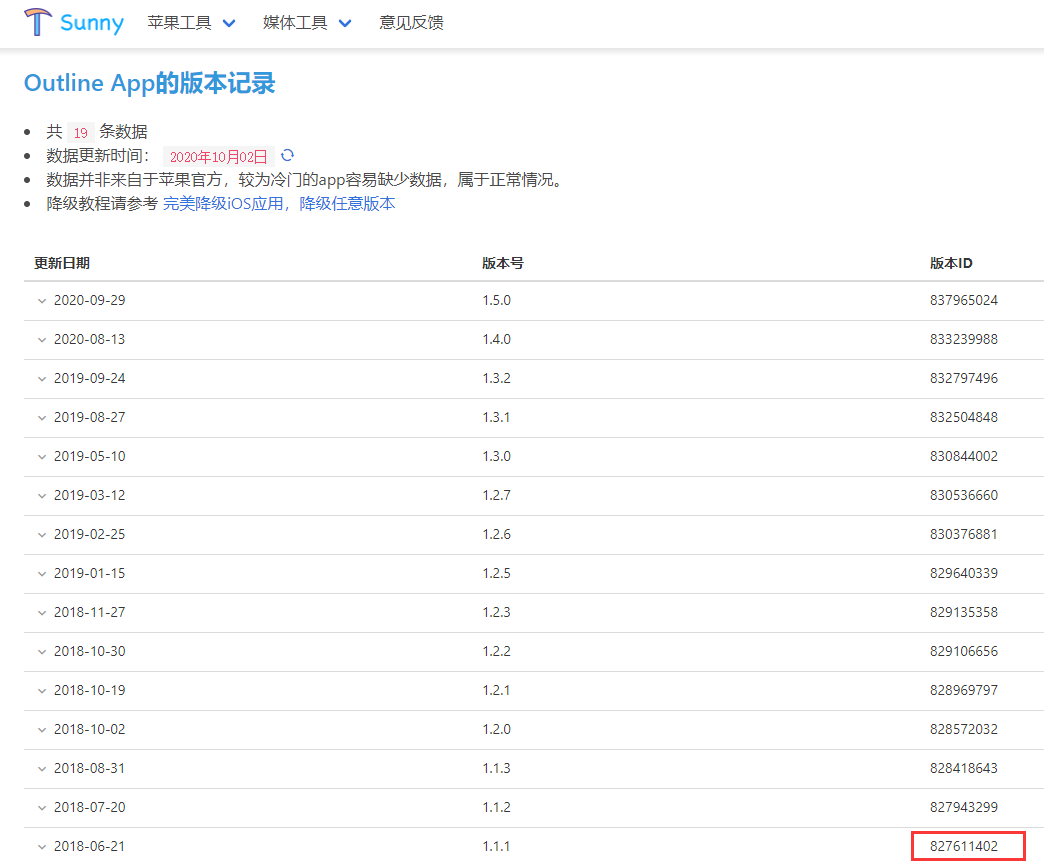 Sunny 苹果工具 媒体工具 意见反馈
Outline App的版本记录
共 19 条数据
数据更新时间： 2020年10月02日
数据并非来自于苹果官方，较为冷门的app容易缺少数据，属于正常情况。
降级教程请参考 完美降级iOS应用，降级任意版本
更新日期 版本号 版本ID
2020-09-29 1.5.0 837965024
2020-08-13 1.4.0 833239988
2019-09-24 1.3.2 832797496
2019-08-27 1.3.1 832504848
2019-05-10 1.3.0 830844002
2019-03-12 1.2.7 830536660
2019-02-25 1.2.6 830376881
2019-01-15 1.2.5 829640339
2018-11-27 1.2.3 829135358
2018-10-30 1.2.2 829106656
2018-10-19 1.2.1 828969797
2018-10-02 1.2.0 828572032
2018-08-31 1.1.3 828418643
2018-07-20 1.1.2 827943299
2018-06-21 1.1.1 827611402